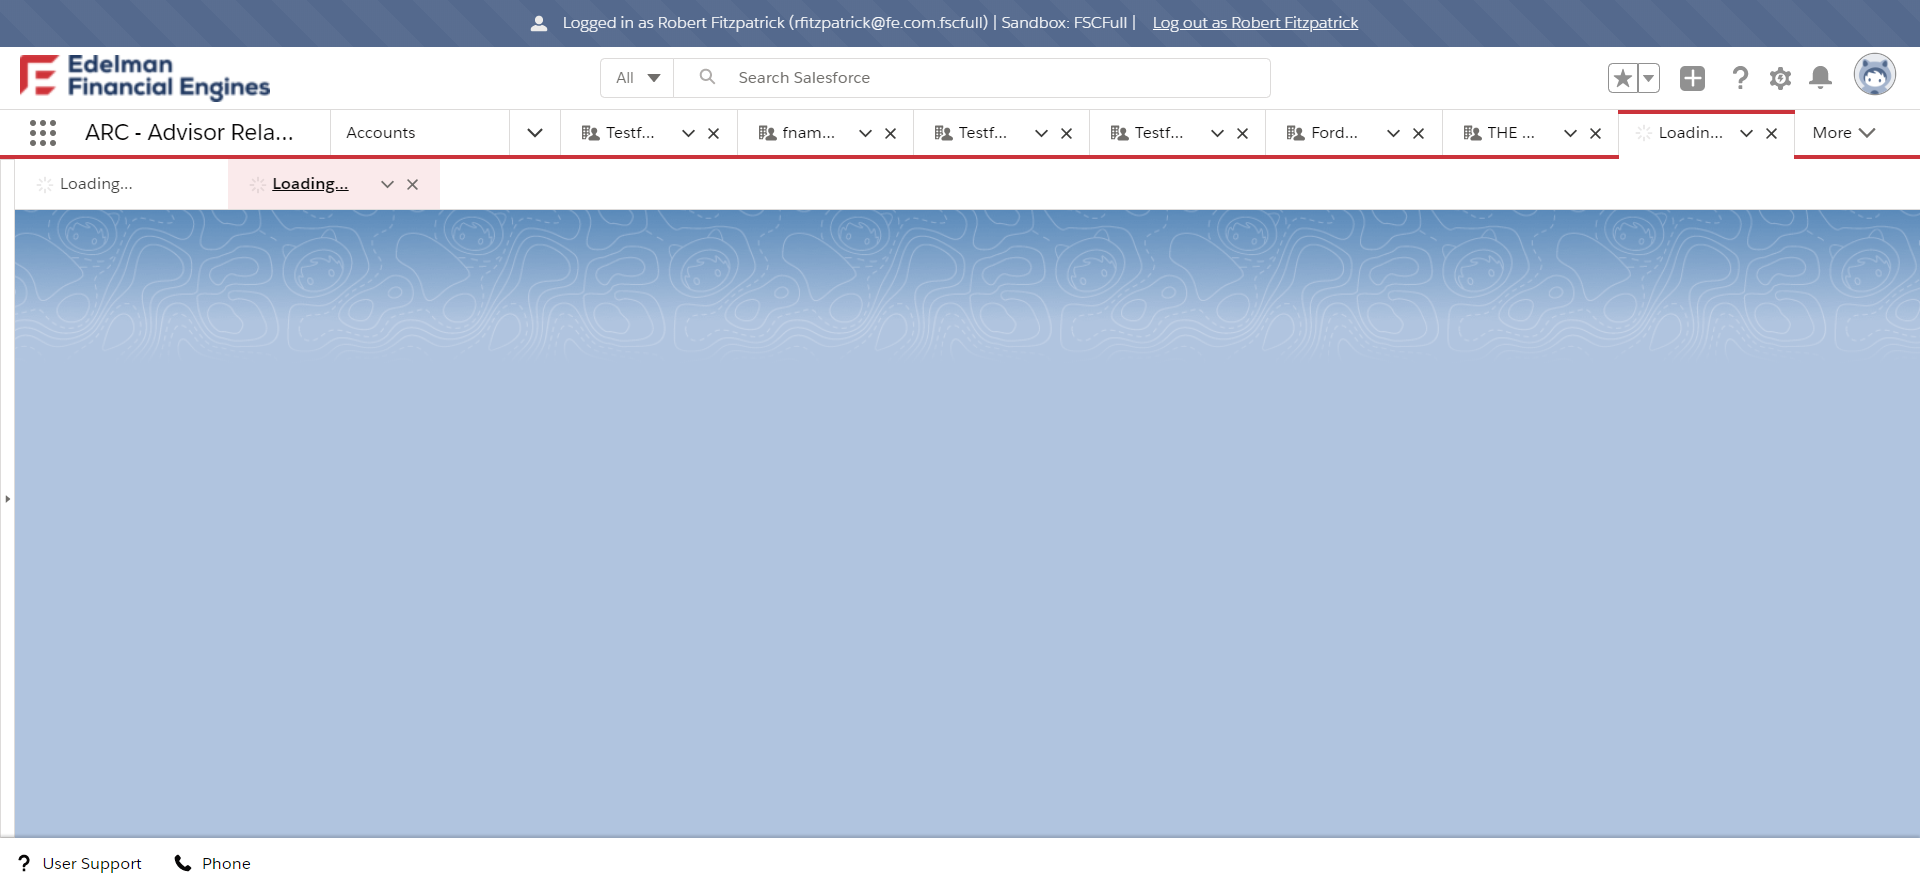 Logged in as Robert Fitzpatrick (rfitzpatrick@fe.com.fscfull) | Sandbox: FSCFull | Log out as Robert Fitzpatrick
Edelman
Financial Engines
All Search Salesforce
ARC - Advisor Rela... Accounts Testf... fnam... Testf... Testf... Ford... THE ... Loadin... More
Loading... Loading...
User Support Phone